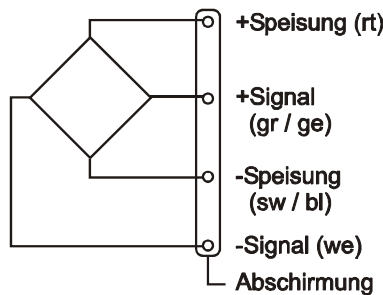 +Speisung (rt)
+Signal
(gr / ge)
-Speisung
(sw / bl)
-Signal (we)
Abschirmung